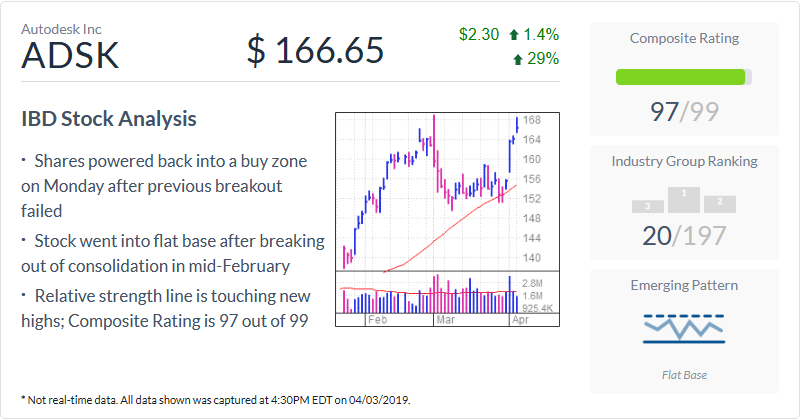 Autodesk Inc
ADSK
$ 166.65
$2.30 1.4%
29%
IBD Stock Analysis
• Shares powered back into a buy zone
on Monday after previous breakout
failed
• Stock went into flat base after breaking
out of consolidation in mid-February
• Relative strength line is touching new
highs; Composite Rating is 97 out of 99
168
164
160
156
152
148
144
140
2.8M
1.6M
925.4K
Feb Mar Apr
Composite Rating
97/99
Industry Group Ranking
3 1 2
20/197
Emerging Pattern
Flat Base
* Not real-time data. All data shown was captured at 4:30PM EDT on 04/03/2019.